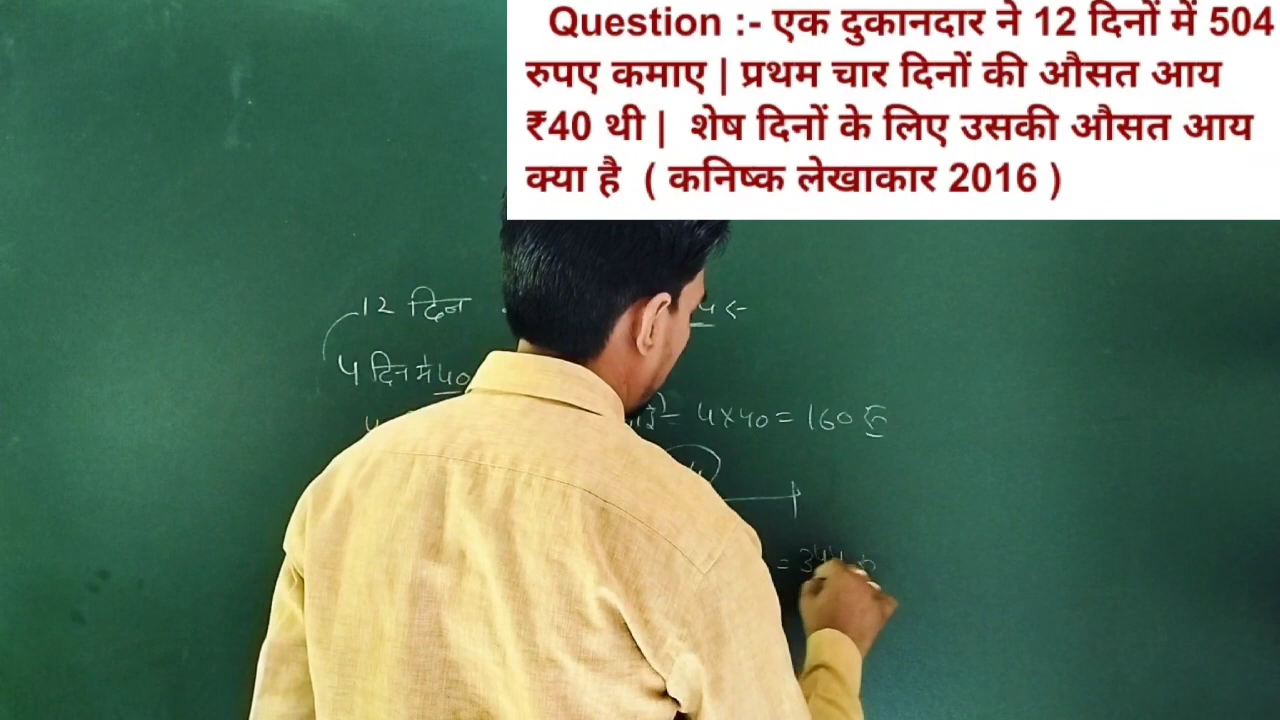 Question :- एक दुकानदार ने 12 दिनों में 504
रुपए कमाए | प्रथम चार दिनों की औसत आय
₹40 थी | शेष दिनों के लिए उसकी औसत आय
क्या है ( कनिष्क लेखाकार 2016 )
12 दिन
4 दिन में 40
4 × 40 = 160 रु
= 344